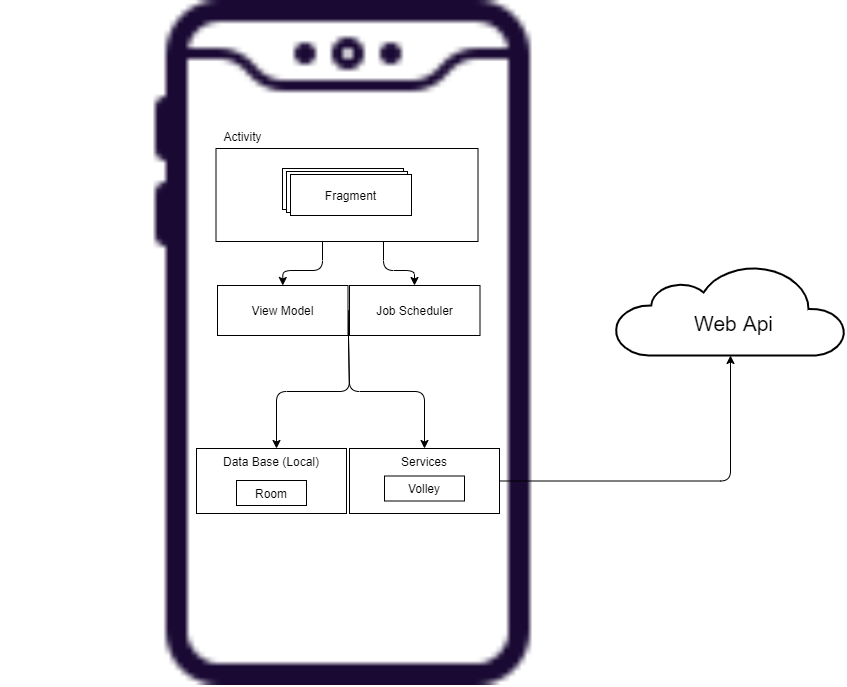 Activity
Fragment
View Model
Job Scheduler
Web Api
Data Base (Local)
Services
Room
Volley